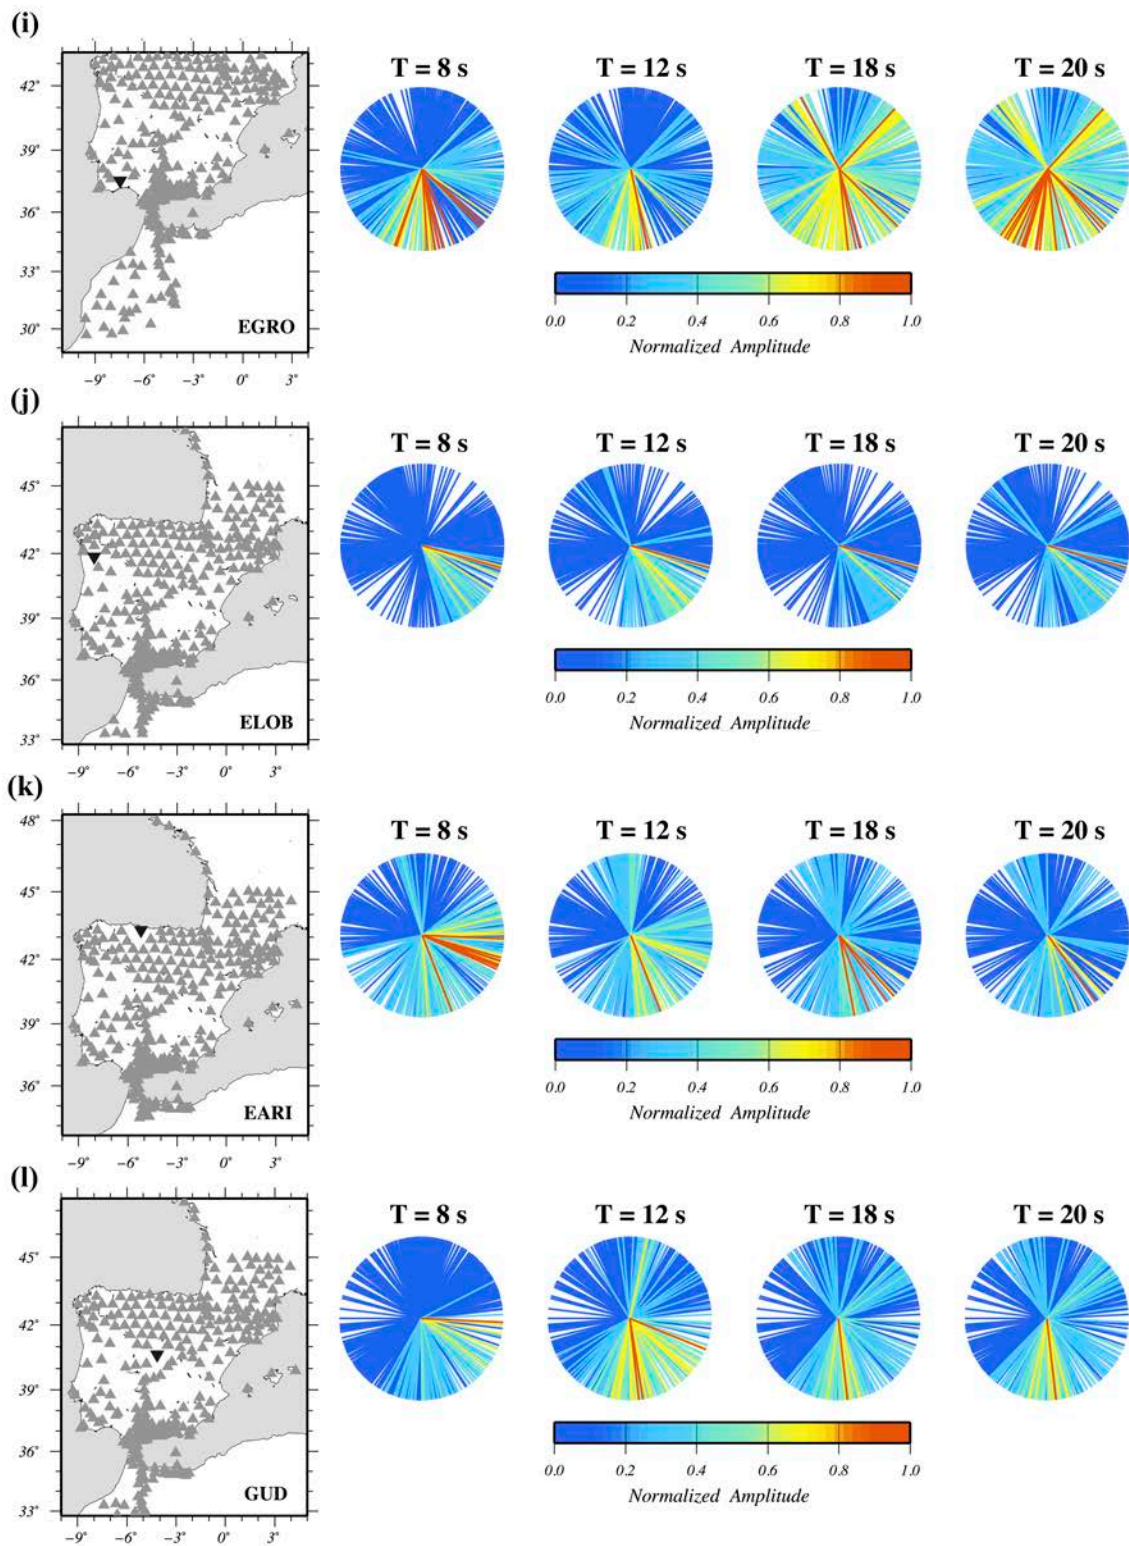 (i)
T = 8 s T = 12 s T = 18 s T = 20 s
42°
39°
36°
33°
30°
EGRO
−9° −6° −3° 0° 3°
0.0 0.2 0.4 0.6 0.8 1.0
Normalized Amplitude
(j)
T = 8 s T = 12 s T = 18 s T = 20 s
45°
42°
39°
36°
33°
ELOB
−9° −6° −3° 0° 3°
0.0 0.2 0.4 0.6 0.8 1.0
Normalized Amplitude
(k)
T = 8 s T = 12 s T = 18 s T = 20 s
48°
45°
42°
39°
36°
EARI
−9° −6° −3° 0° 3°
0.0 0.2 0.4 0.6 0.8 1.0
Normalized Amplitude
(l)
T = 8 s T = 12 s T = 18 s T = 20 s
45°
42°
39°
36°
33°
GUD
−9° −6° −3° 0° 3°
0.0 0.2 0.4 0.6 0.8 1.0
Normalized Amplitude